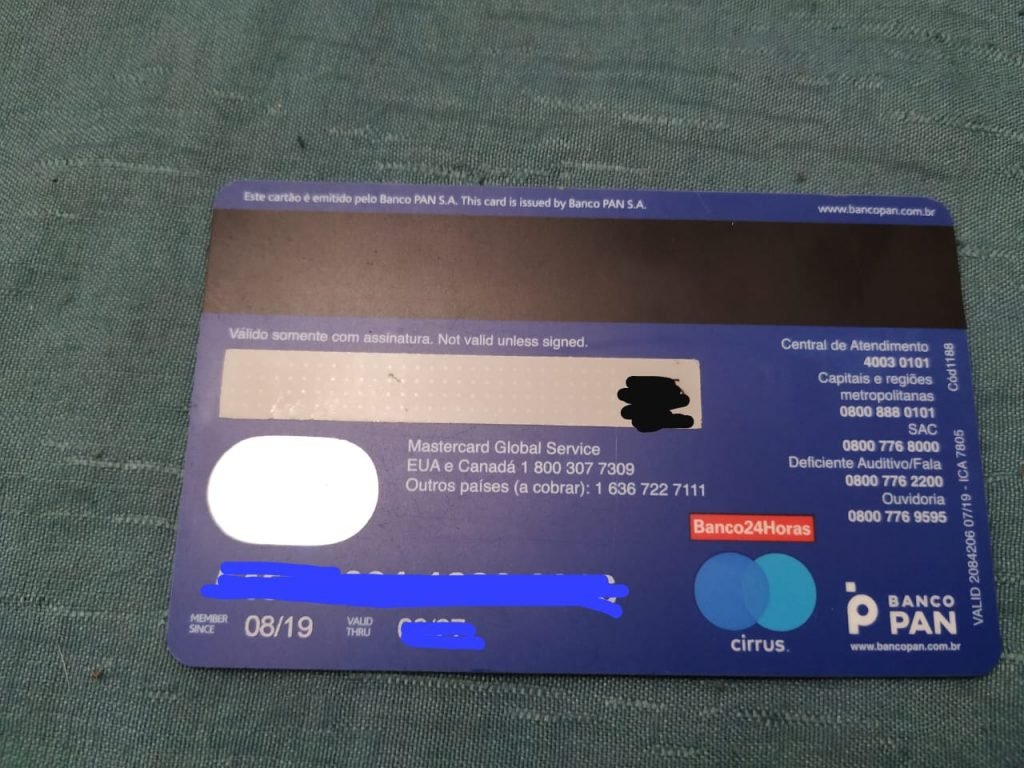 Este cartão é emitido pelo Banco PAN S.A. This card is issued by Banco PAN S.A.
www.bancopan.com.br
Válido somente com assinatura. Not valid unless signed.
Central de Atendimento
4003 0101
Capitais e regiões
metropolitanas
0800 888 0101
SAC
0800 776 8000
Deficiente Auditivo/Fala
0800 776 2200
Ouvidoria
0800 776 9595
Cód1188
VALID 2084206 07/19 - ICA 7805
Mastercard Global Service
EUA e Canadá 1 800 307 7309
Outros países (a cobrar): 1 636 722 7111
Banco24Horas
cirrus.
BANCO
PAN
www.bancopan.com.br
MEMBER
SINCE
08/19
VALID
THRU